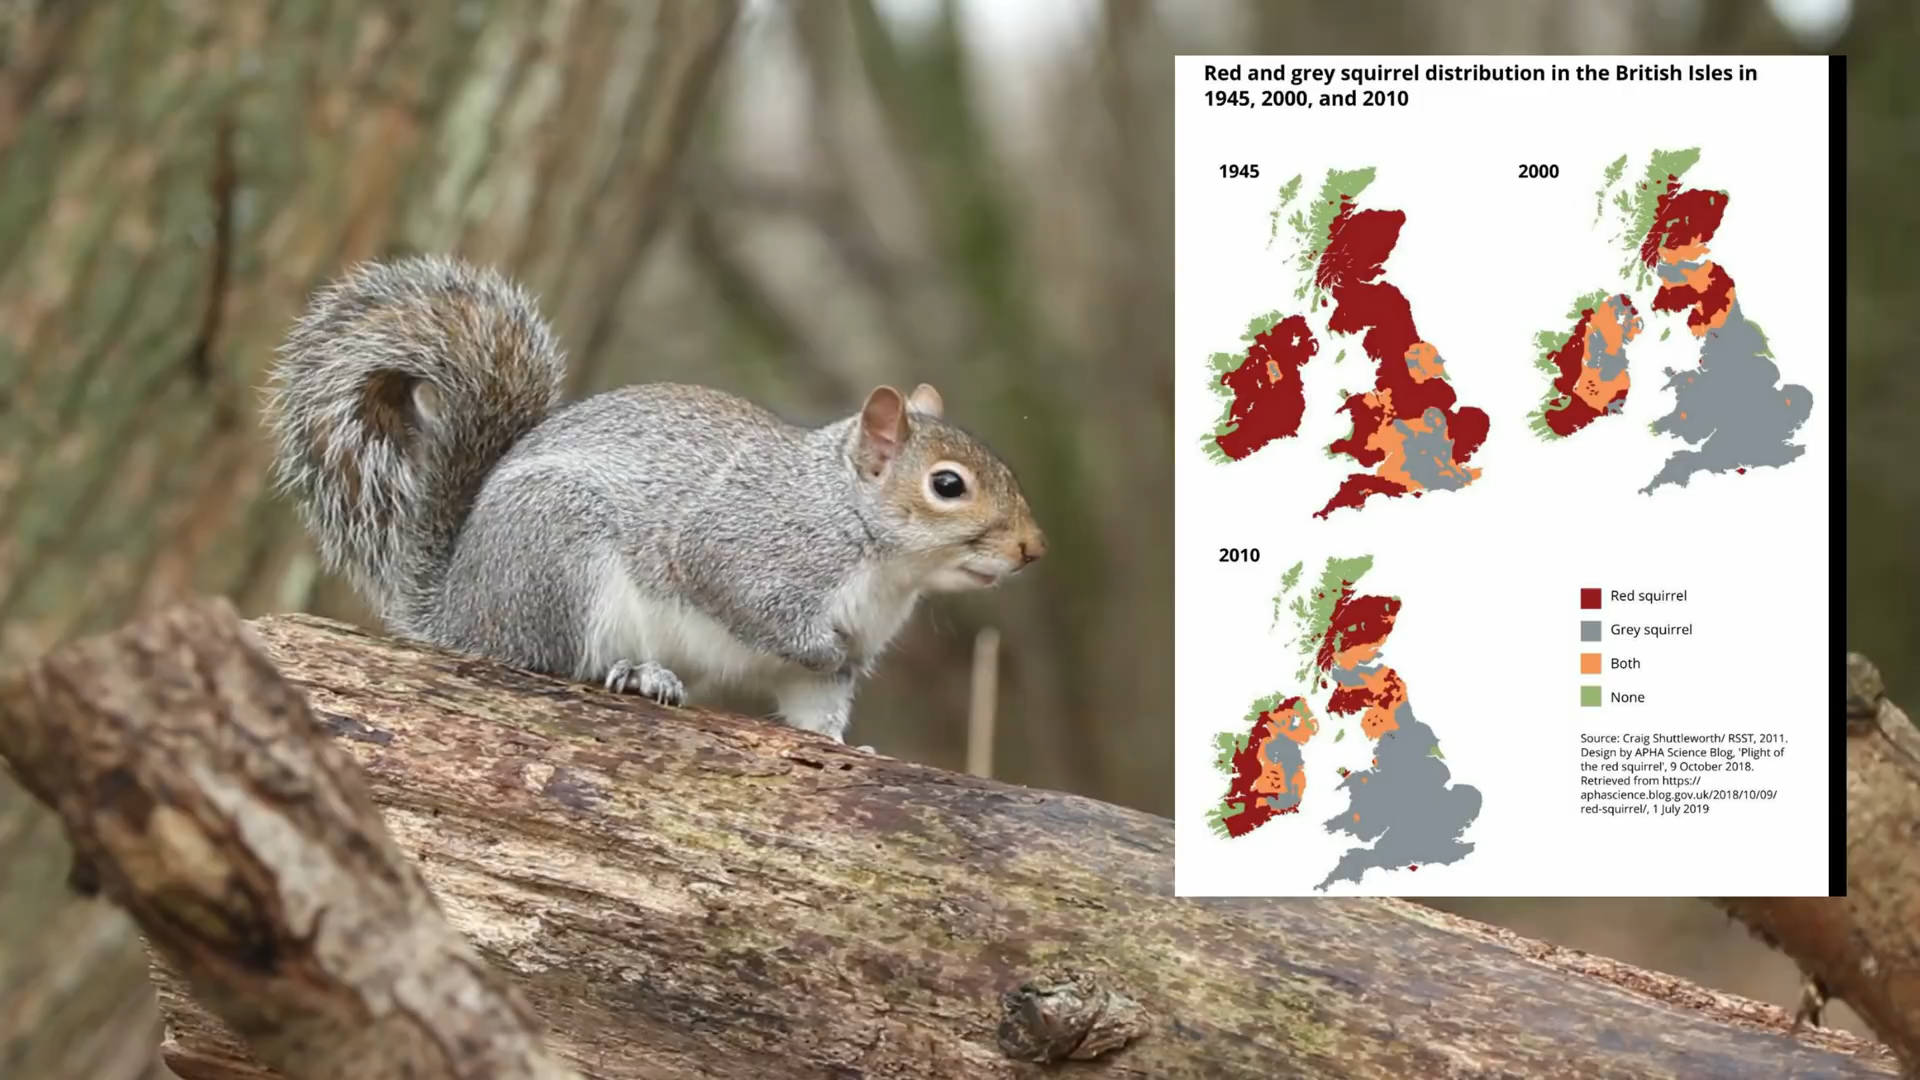 Red and grey squirrel distribution in the British Isles in
1945, 2000, and 2010
1945
2000
2010
Red squirrel
Grey squirrel
Both
None
Source: Craig Shuttleworth/ RSST, 2011.
Design by APHA Science Blog, 'Plight of
the red squirrel', 9 October 2018.
Retrieved from https://
aphascience.blog.gov.uk/2018/10/09/
red-squirrel/, 1 July 2019